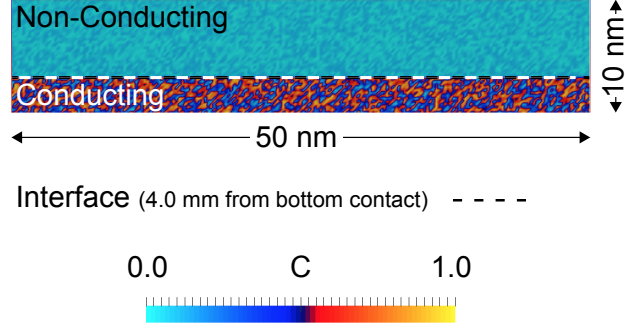 Non-Conducting
Conducting
10 nm
50 nm
Interface (4.0 mm from bottom contact)
0.0 C 1.0